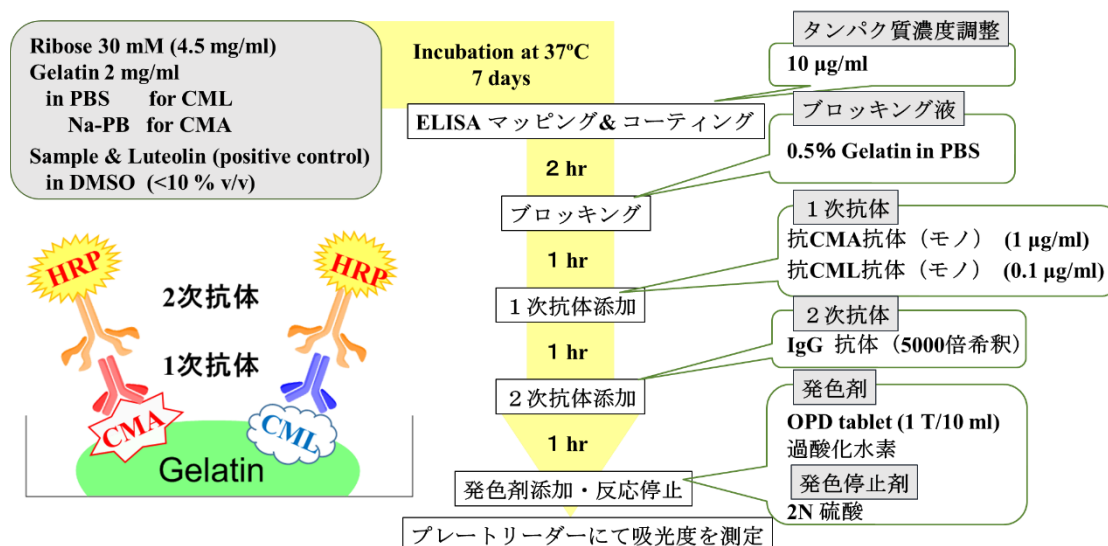 Ribose 30 mM (4.5 mg/ml)
Gelatin 2 mg/ml
in PBS for CML
Na-PB for CMA
Sample & Luteolin (positive control)
in DMSO (<10 % v/v)
Incubation at 37ºC
7 days
タンパク質濃度調整
10 µg/ml
ELISA マッピング& コーティング
ブロッキング液
0.5% Gelatin in PBS
2 hr
ブロッキング
1 hr
1次抗体
抗CMA抗体（モノ） (1 µg/ml)
抗CML抗体（モノ） (0.1 µg/ml)
1次抗体添加
1 hr
2次抗体
IgG 抗体（5000倍希釈）
2次抗体添加
1 hr
発色剤
OPD tablet (1 T/10 ml)
過酸化水素
発色停止剤
2N 硫酸
発色剤添加・反応停止
プレートリーダーにて吸光度を測定
HRP
HRP
2次抗体
1次抗体
CMA
CML
Gelatin